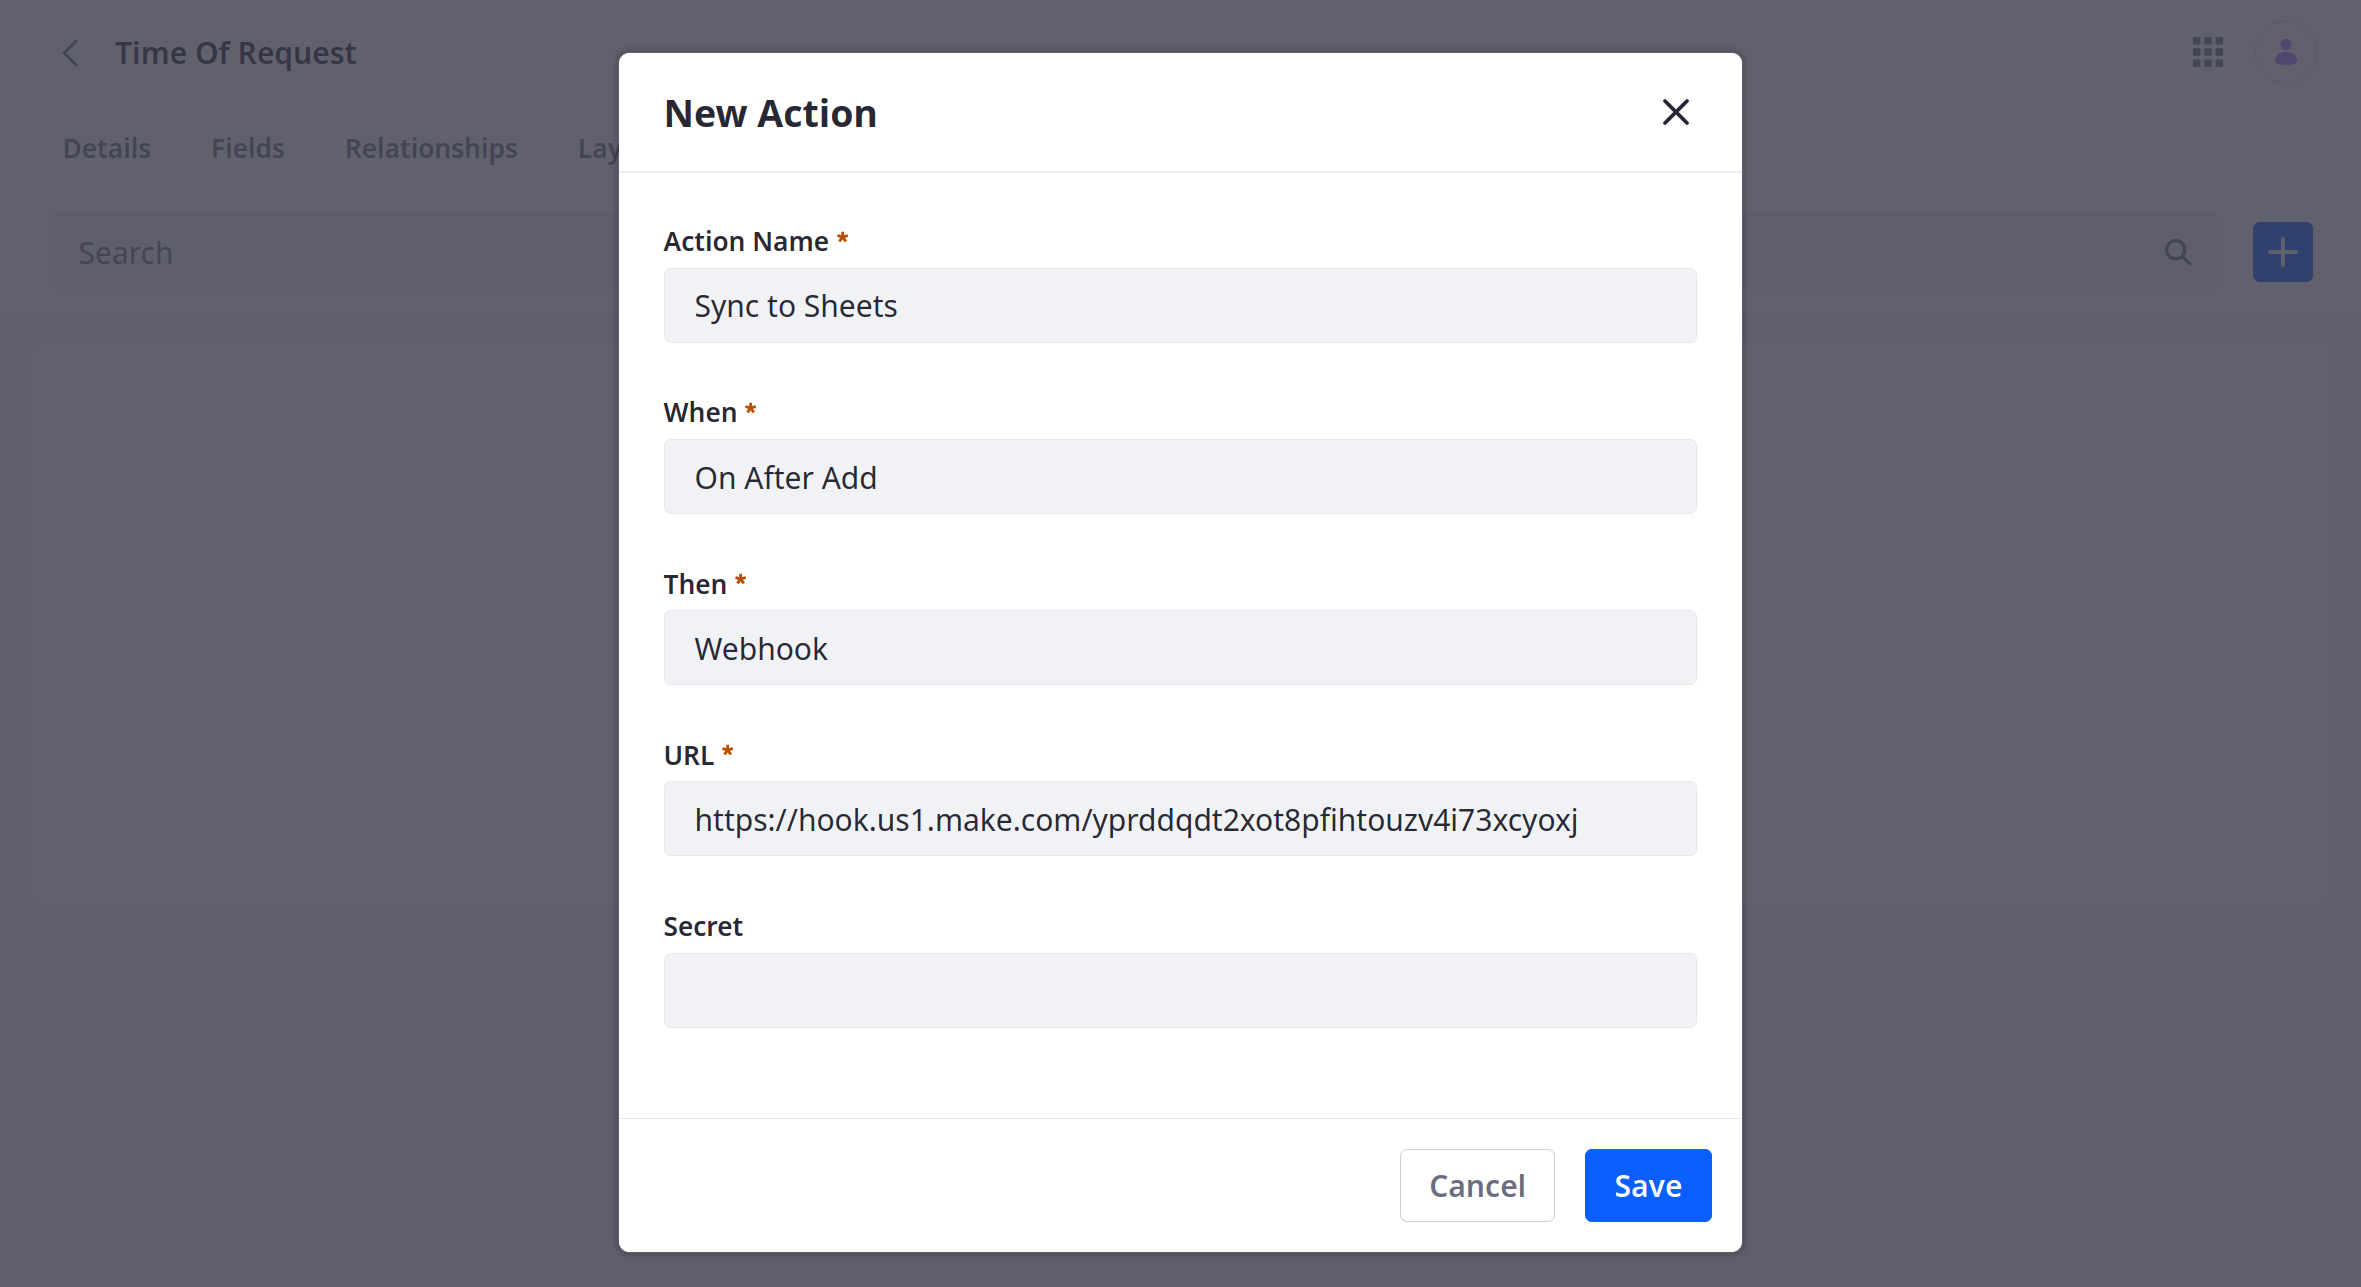 Time Of Request
Details Fields Relationships Lay
Search
New Action
Action Name *
Sync to Sheets
When *
On After Add
Then *
Webhook
URL *
https://hook.us1.make.com/yprddqdt2xot8pfihtouzv4i73xcyoxj
Secret
Cancel Save